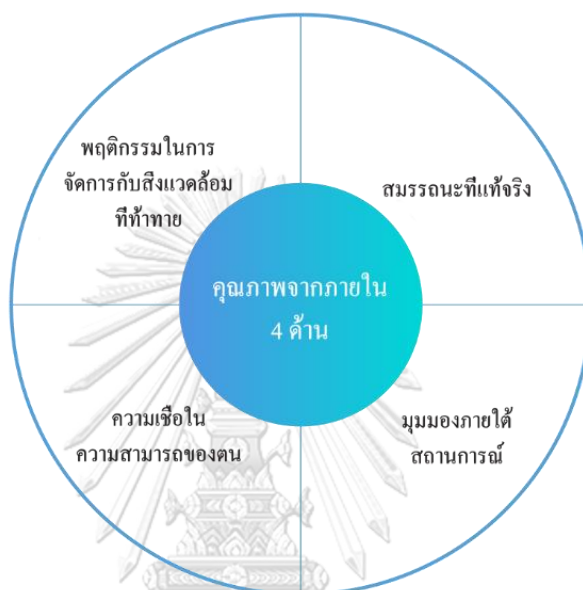 พฤติกรรมในการ
จัดการกับสิ่งแวดล้อม
ที่ท้าทาย
สมรรถนะที่แท้จริง
คุณภาพจากภายใน
4 ด้าน
ความเชื่อใน
ความสามารถของตน
มุมมองภายใต้
สถานการณ์